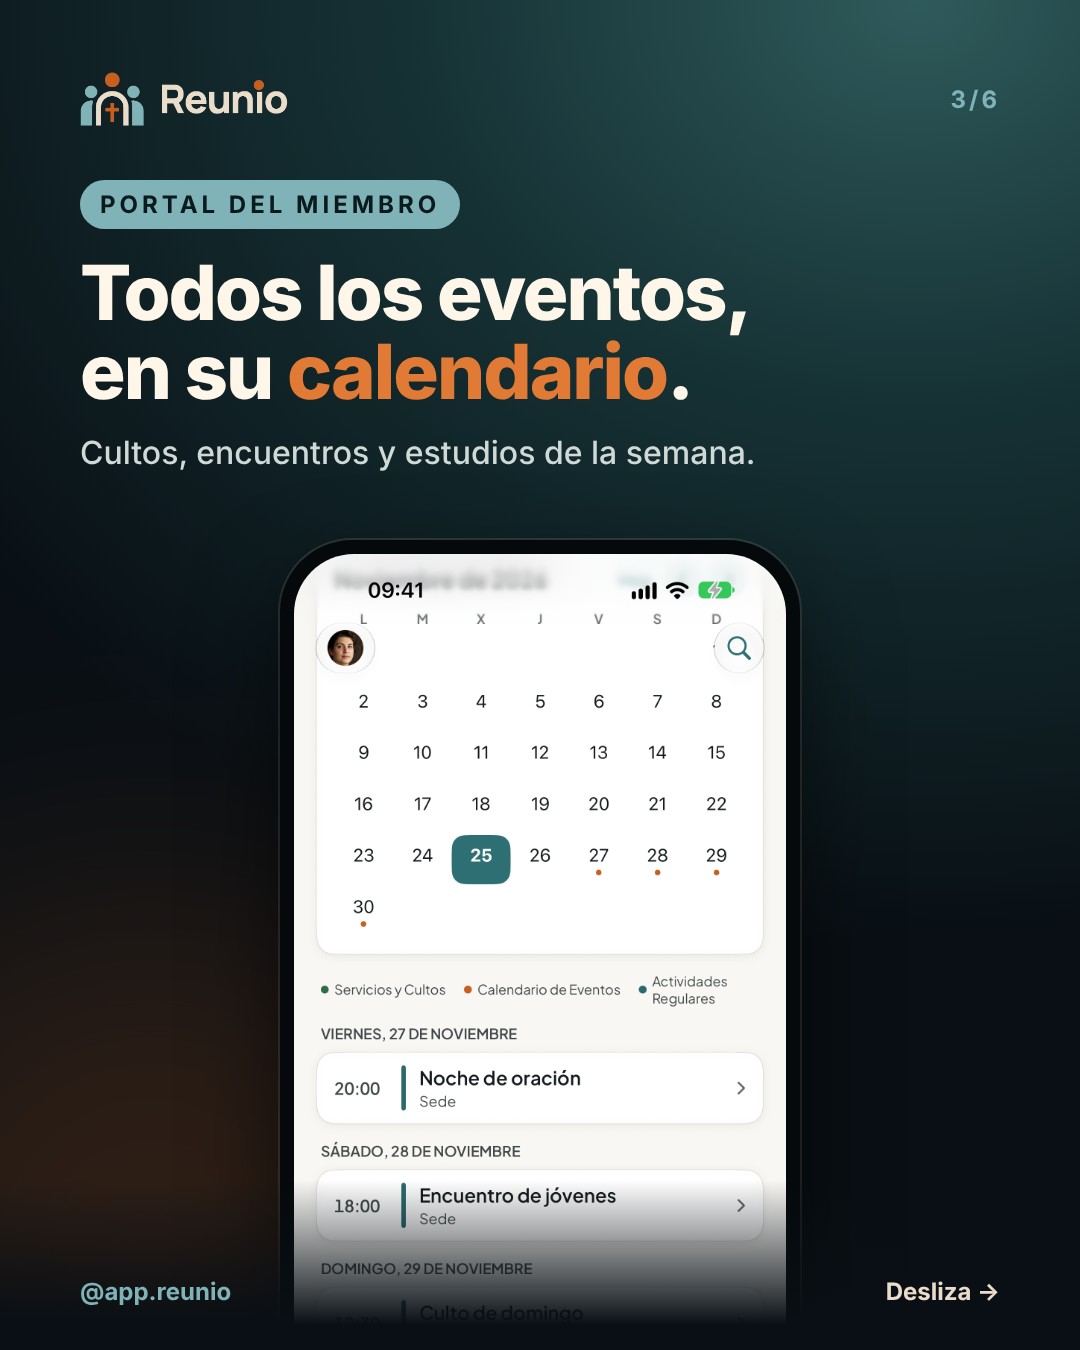 Reunio
3/6
PORTAL DEL MIEMBRO
Todos los eventos,
en su calendario.
Cultos, encuentros y estudios de la semana.
Noviembre de 2026
09:41
L M X J V S D
2 3 4 5 6 7 8
9 10 11 12 13 14 15
16 17 18 19 20 21 22
23 24 25 26 27 28 29
30
Servicios y Cultos
Calendario de Eventos
Actividades
Regulares
VIERNES, 27 DE NOVIEMBRE
20:00
Noche de oración
Sede
SÁBADO, 28 DE NOVIEMBRE
18:00
Encuentro de jóvenes
Sede
DOMINGO, 29 DE NOVIEMBRE
Culto de domingo
@app.reunio
Desliza →